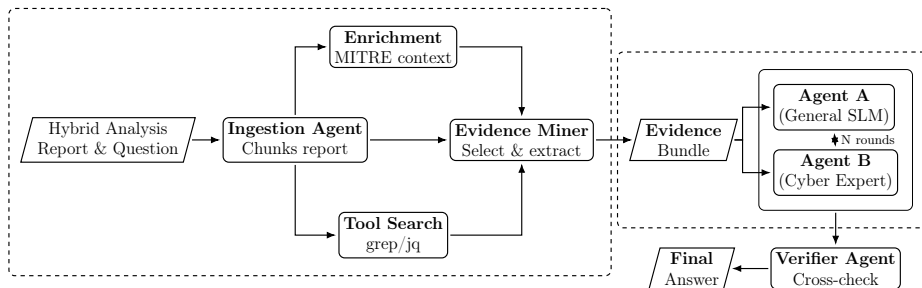 Enrichment
MITRE context
Hybrid Analysis
Report & Question
Ingestion Agent
Chunks report
Evidence Miner
Select & extract
Tool Search
grep/jq
Evidence
Bundle
Agent A
(General SLM)
N rounds
Agent B
(Cyber Expert)
Verifier Agent
Cross-check
Final
Answer